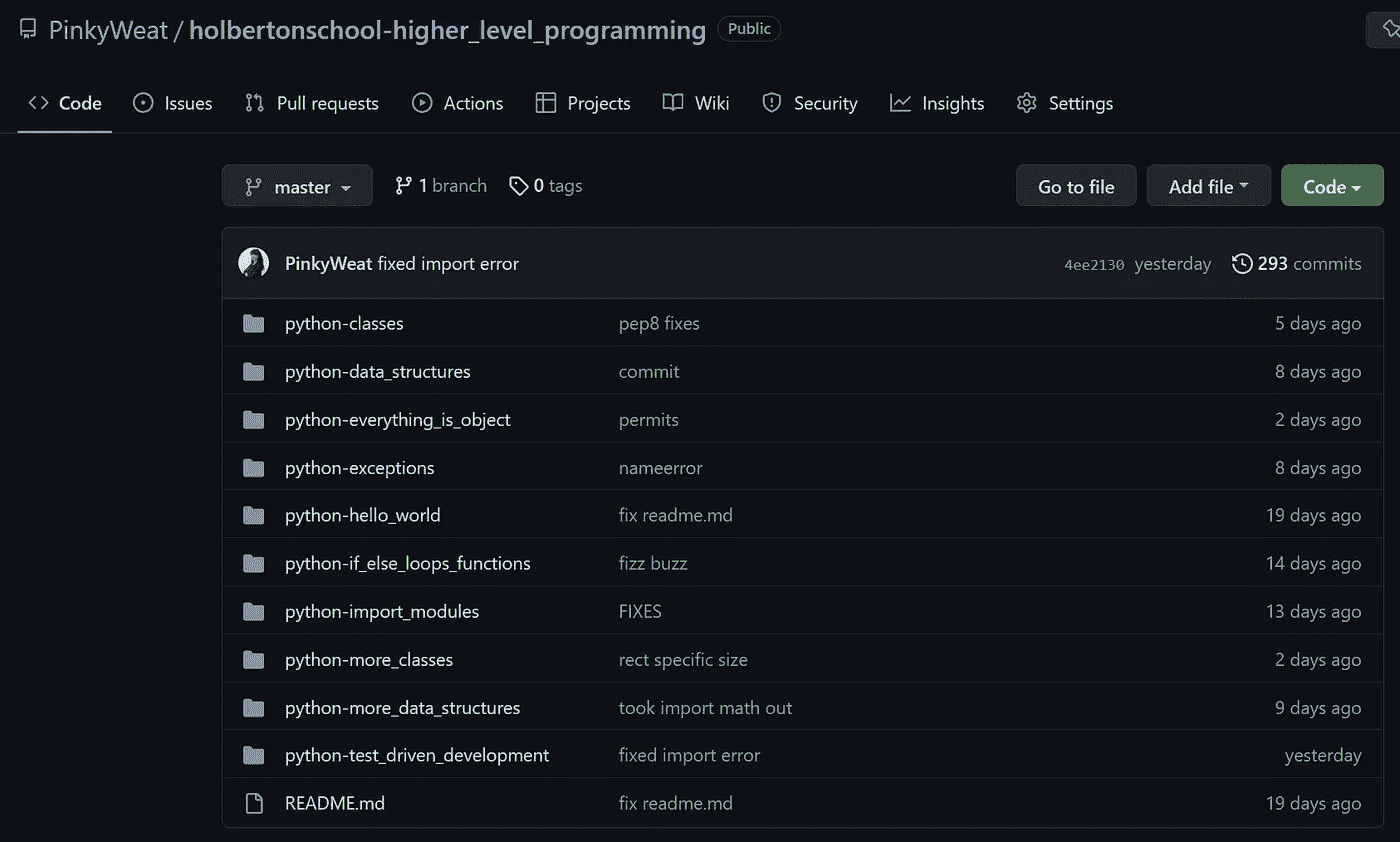 PinkyWeat / holbertonschool-higher_level_programming Public
Code Issues Pull requests Actions Projects Wiki Security Insights Settings
master 1 branch 0 tags Go to file Add file Code
PinkyWeat fixed import error 4ee2130 yesterday 293 commits
python-classes pep8 fixes 5 days ago
python-data_structures commit 8 days ago
python-everything_is_object permits 2 days ago
python-exceptions nameerror 8 days ago
python-hello_world fix readme.md 19 days ago
python-if_else_loops_functions fizz buzz 14 days ago
python-import_modules FIXES 13 days ago
python-more_classes rect specific size 2 days ago
python-more_data_structures took import math out 9 days ago
python-test_driven_development fixed import error yesterday
README.md fix readme.md 19 days ago